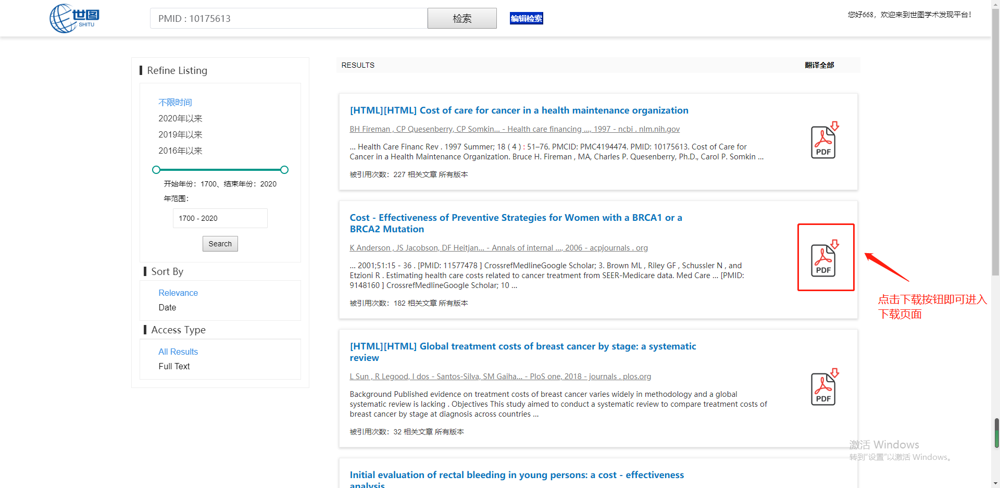 世图
SHITU
PMID : 10175613
检索
编辑检索
您好668，欢迎来到世图学术发现平台！
Refine Listing
不限时间
2020年以来
2019年以来
2016年以来
开始年份：1700、结束年份：2020
年范围：
1700 - 2020
Search
Sort By
Relevance
Date
Access Type
All Results
Full Text
RESULTS
翻译全部
[HTML][HTML] Cost of care for cancer in a health maintenance organization
BH Fireman , CP Quesenberry, CP Somkin... - Health care financing ..., 1997 - ncbi . nlm.nih.gov
... Health Care Financ Rev . 1997 Summer; 18 ( 4 ) : 51–76. PMCID: PMC4194474. PMID: 10175613. Cost of Care for
Cancer in a Health Maintenance Organization. Bruce H. Fireman , MA, Charles P. Quesenberry, Ph.D., Carol P. Somkin ...
被引用次数：227 相关文章 所有版本
PDF
Cost - Effectiveness of Preventive Strategies for Women with a BRCA1 or a
BRCA2 Mutation
K Anderson , JS Jacobson, DF Heitjan... - Annals of internal ..., 2006 - acpjournals . org
... 2001;51:15 - 36 . [PMID: 11577478 ] CrossrefMedlineGoogle Scholar; 3. Brown ML , Riley GF , Schussler N , and
Etzioni R . Estimating health care costs related to cancer treatment from SEER-Medicare data. Med Care ... [PMID:
9148160 ] CrossrefMedlineGoogle Scholar; 10 ...
被引用次数：182 相关文章 所有版本
PDF
点击下载按钮即可进入
下载页面
[HTML][HTML] Global treatment costs of breast cancer by stage: a systematic
review
L Sun , R Legood, I dos - Santos-Silva, SM Gaiha... - PloS one, 2018 - journals . plos.org
Background Published evidence on treatment costs of breast cancer varies widely in methodology and a global
systematic review is lacking . Objectives This study aimed to conduct a systematic review to compare treatment costs of
breast cancer by stage at diagnosis across countries ...
被引用次数：32 相关文章 所有版本
PDF
激活 Windows
转到“设置”以激活 Windows。
Initial evaluation of rectal bleeding in young persons: a cost - effectiveness
analysis